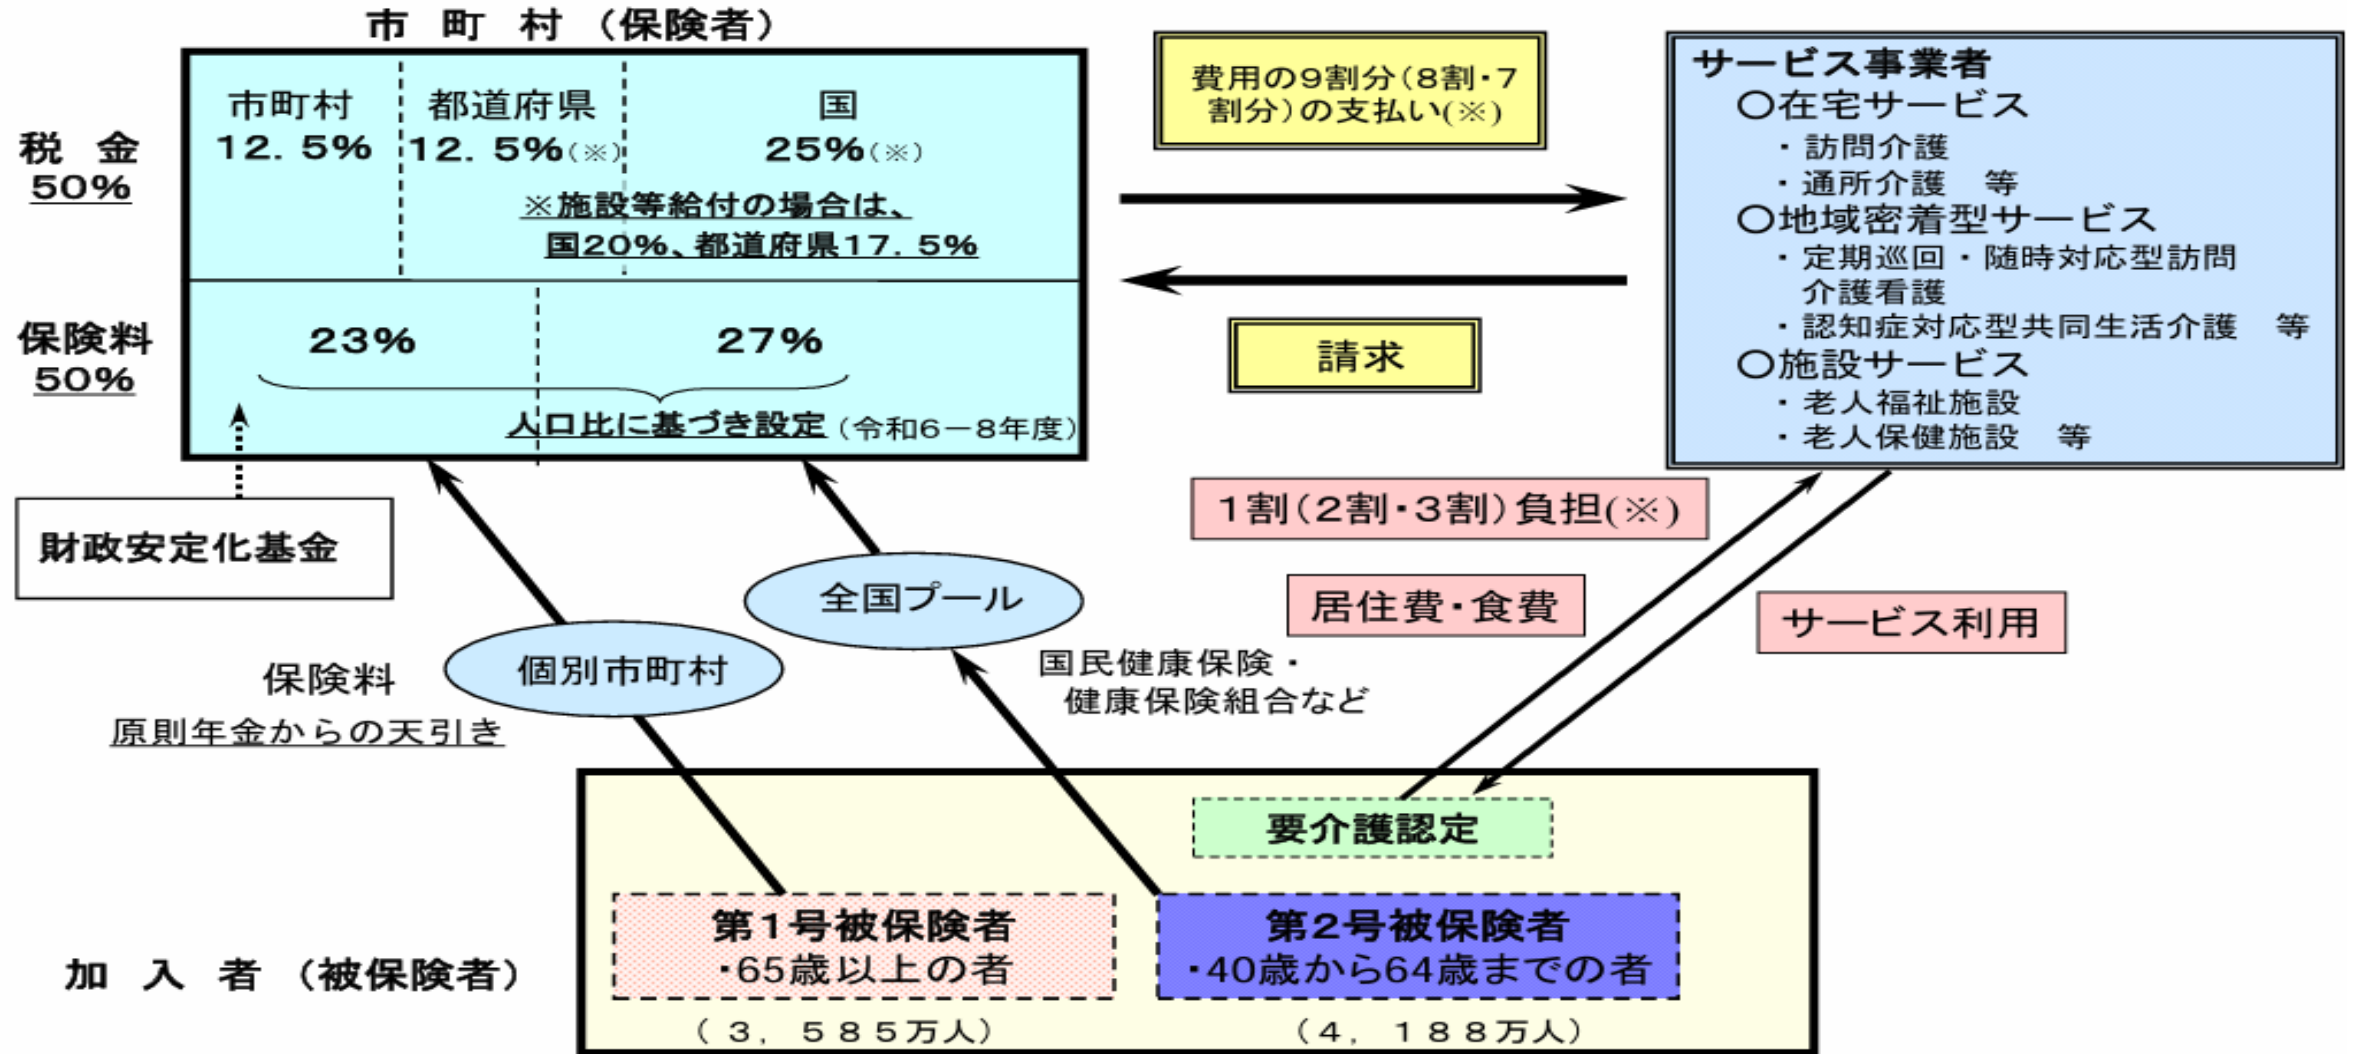 市 町 村（保険者）
税 金
50%
市町村
12．5%
都道府県
12．5%(※)
国
25%(※)
※施設等給付の場合は、
国20%、都道府県17．5%
保険料
50%
23%
27%
人口比に基づき設定（令和6－8年度）
財政安定化基金
費用の9割分（8割・7
割分）の支払い(※)
請求
サービス事業者
○在宅サービス
・訪問介護
・通所介護　等
○地域密着型サービス
・定期巡回・随時対応型訪問
介護看護
・認知症対応型共同生活介護　等
○施設サービス
・老人福祉施設
・老人保健施設　等
1割（2割・3割）負担(※)
居住費・食費
サービス利用
全国プール
個別市町村
保険料
原則年金からの天引き
国民健康保険・
健康保険組合など
要介護認定
加 入 者（被保険者）
第1号被保険者
・65歳以上の者
（３，５８５万人）
第2号被保険者
・40歳から64歳までの者
（４，１８８万人）